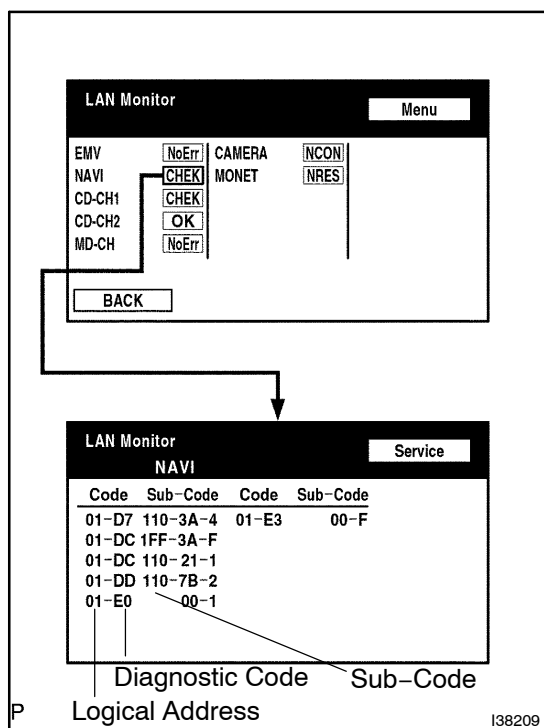 LAN Monitor
Menu
EMV NoErr CAMERA NCON
NAVI CHEK MONET NRES
CD-CH1 CHEK
CD-CH2 OK
MD-CH NoErr
BACK
LAN Monitor
NAVI
Service
Code Sub-Code Code Sub-Code
01-D7 110-3A-4 01-E3 00-F
01-DC 1FF-3A-F
01-DC 110-21-1
01-DD 110-7B-2
01-E0 00-1
Diagnostic Code Sub-Code
Logical Address
P
I38209